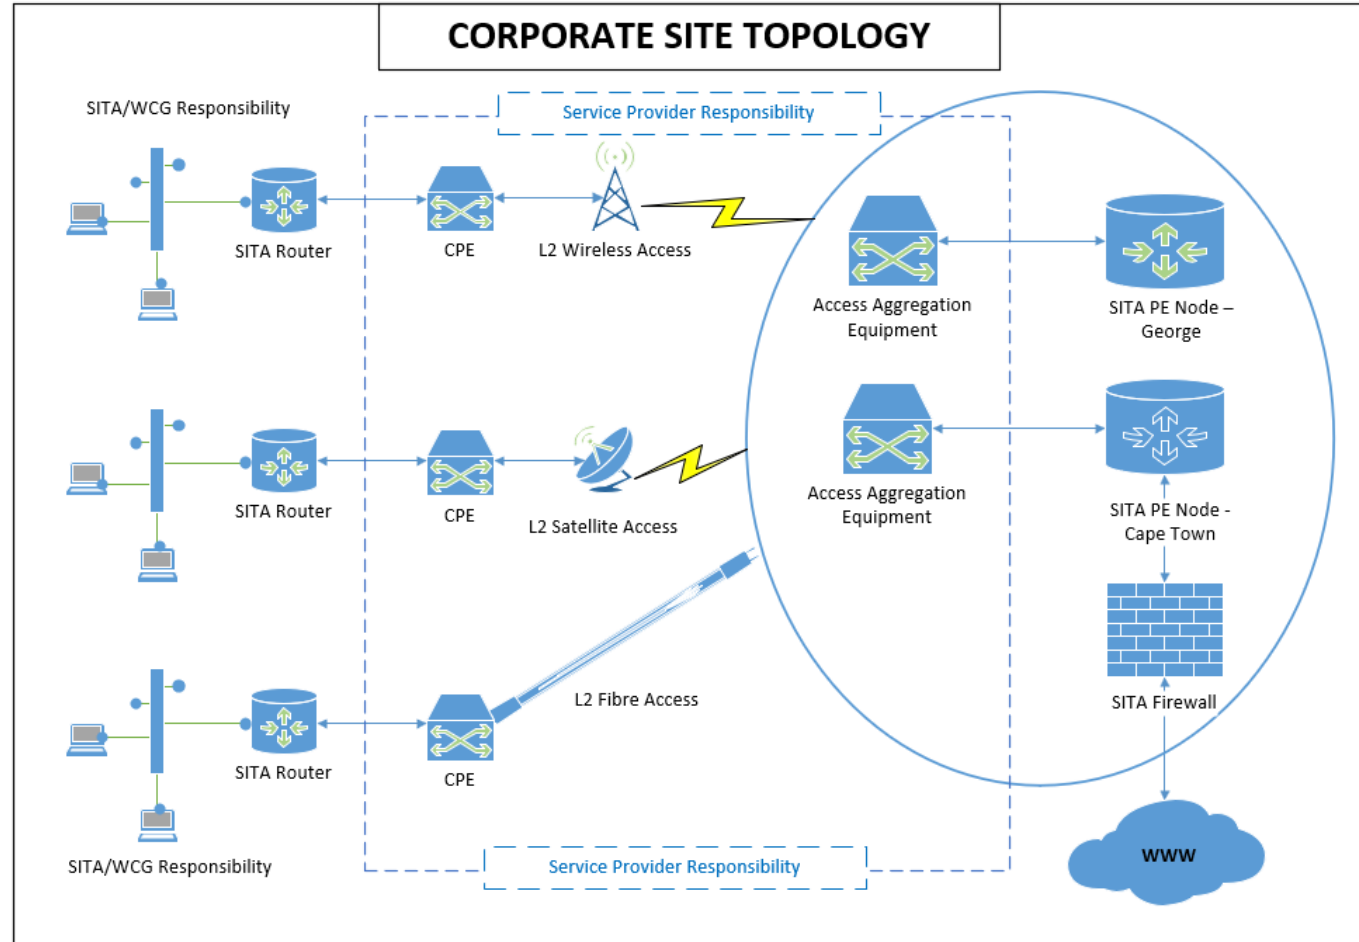 CORPORATE SITE TOPOLOGY
SITA/WCG Responsibility
Service Provider Responsibility
SITA Router
CPE
L2 Wireless Access
Access Aggregation
Equipment
SITA PE Node –
George
SITA Router
CPE
L2 Satellite Access
Access Aggregation
Equipment
SITA PE Node -
Cape Town
SITA Router
CPE
L2 Fibre Access
SITA Firewall
SITA/WCG Responsibility
Service Provider Responsibility
WWW